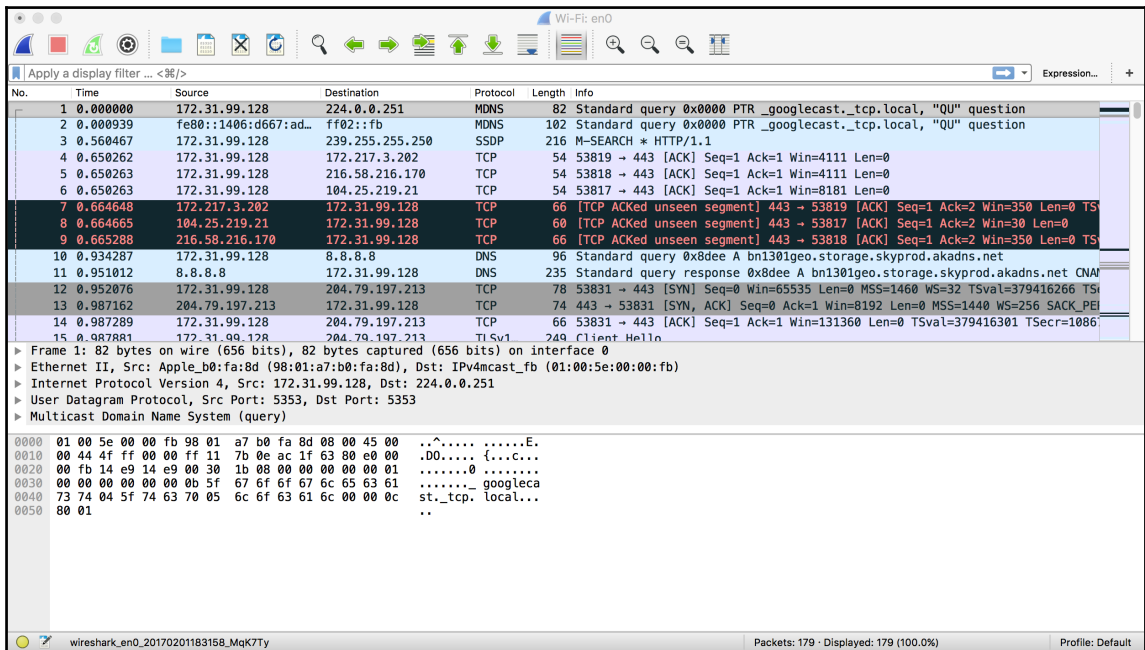 Wi-Fi: en0
Apply a display filter ... <⌘/>
Expression...
+
No. Time Source Destination Protocol Length Info
1 0.000000 172.31.99.128 224.0.0.251 MDNS 82 Standard query 0x0000 PTR _googlecast._tcp.local, "QU" question
2 0.000939 fe80::1406:d667:ad… ff02::fb MDNS 102 Standard query 0x0000 PTR _googlecast._tcp.local, "QU" question
3 0.560467 172.31.99.128 239.255.255.250 SSDP 216 M-SEARCH * HTTP/1.1
4 0.650262 172.31.99.128 172.217.3.202 TCP 54 53819 → 443 [ACK] Seq=1 Ack=1 Win=4111 Len=0
5 0.650263 172.31.99.128 216.58.216.170 TCP 54 53818 → 443 [ACK] Seq=1 Ack=1 Win=4111 Len=0
6 0.650263 172.31.99.128 104.25.219.21 TCP 54 53817 → 443 [ACK] Seq=1 Ack=1 Win=8181 Len=0
7 0.664648 172.217.3.202 172.31.99.128 TCP 66 [TCP ACKed unseen segment] 443 → 53819 [ACK] Seq=1 Ack=2 Win=350 Len=0 TSv
8 0.664665 104.25.219.21 172.31.99.128 TCP 60 [TCP ACKed unseen segment] 443 → 53817 [ACK] Seq=1 Ack=2 Win=30 Len=0
9 0.665288 216.58.216.170 172.31.99.128 TCP 66 [TCP ACKed unseen segment] 443 → 53818 [ACK] Seq=1 Ack=2 Win=350 Len=0 TSv
10 0.934287 172.31.99.128 8.8.8.8 DNS 96 Standard query 0x8dee A bn1301geo.storage.skyprod.akadns.net
11 0.951012 8.8.8.8 172.31.99.128 DNS 235 Standard query response 0x8dee A bn1301geo.storage.skyprod.akadns.net CNAM
12 0.952076 172.31.99.128 204.79.197.213 TCP 78 53831 → 443 [SYN] Seq=0 Win=65535 Len=0 MSS=1460 WS=32 TSval=379416266 TSe
13 0.987162 204.79.197.213 172.31.99.128 TCP 74 443 → 53831 [SYN, ACK] Seq=0 Ack=1 Win=8192 Len=0 MSS=1440 WS=256 SACK_PER
14 0.987289 172.31.99.128 204.79.197.213 TCP 66 53831 → 443 [ACK] Seq=1 Ack=1 Win=131360 Len=0 TSval=379416301 TSecr=1086
15 0.987881 172.31.99.128 204.79.197.213 TLSv1 249 Client Hello
Frame 1: 82 bytes on wire (656 bits), 82 bytes captured (656 bits) on interface 0
Ethernet II, Src: Apple_b0:fa:8d (98:01:a7:b0:fa:8d), Dst: IPv4mcast_fb (01:00:5e:00:00:fb)
Internet Protocol Version 4, Src: 172.31.99.128, Dst: 224.0.0.251
User Datagram Protocol, Src Port: 5353, Dst Port: 5353
Multicast Domain Name System (query)
0000 01 00 5e 00 00 fb 98 01 a7 b0 fa 8d 08 00 45 00 ..^..... ......E.
0010 00 44 4f ff 00 00 ff 11 7b 0e ac 1f 63 80 e0 00 .DO..... {...c...
0020 00 fb 14 e9 14 e9 00 30 1b 08 00 00 00 00 00 01 .......0 ........
0030 00 00 00 00 00 00 0b 5f 67 6f 6f 67 6c 65 63 61 ......._ googleca
0040 73 74 04 5f 74 63 70 05 6c 6f 63 61 6c 00 00 0c st._tcp. local...
0050 80 01 ..
wireshark_en0_20170201183158_MqK7Ty
Packets: 179 · Displayed: 179 (100.0%)
Profile: Default